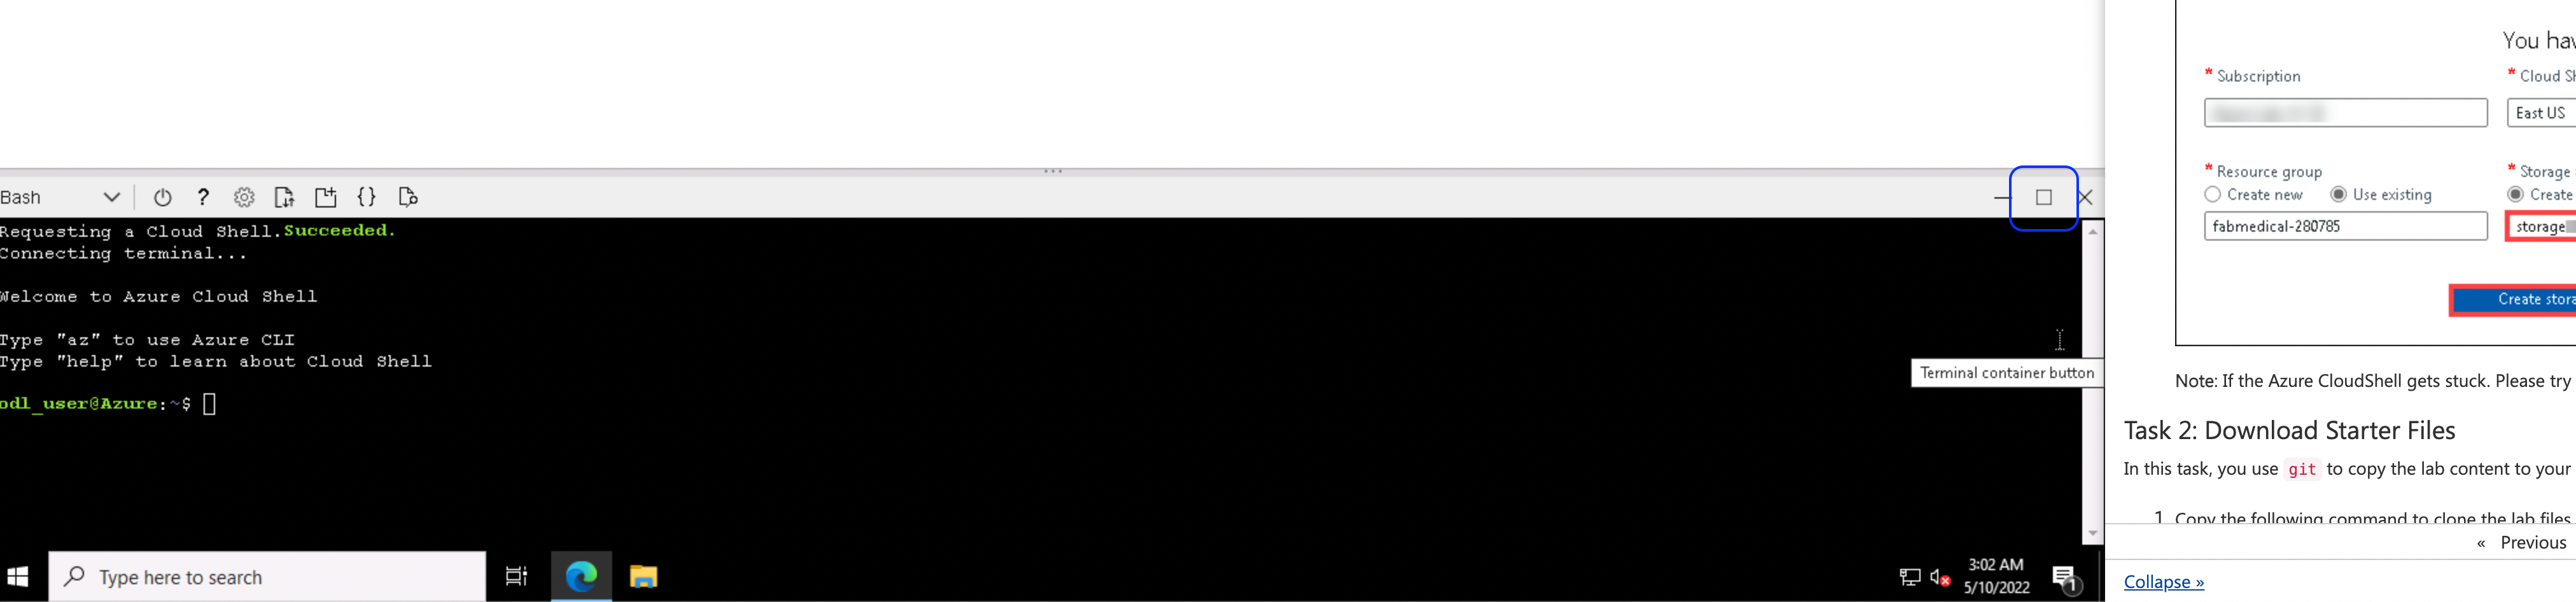 Bash
Requesting a Cloud Shell.Succeeded.
Connecting terminal...
Welcome to Azure Cloud Shell
Type "az" to use Azure CLI
Type "help" to learn about Cloud Shell
odl_user@Azure:~$
Terminal container button
Type here to search
3:02 AM
5/10/2022
1
You hav
* Subscription
* Cloud Sh
East US
* Resource group
* Storage
Create new Use existing
Create
fabmedical-280785
storage
Create stora
Note: If the Azure CloudShell gets stuck. Please try
Task 2: Download Starter Files
In this task, you use git to copy the lab content to your
1. Copy the following command to clone the lab files
« Previous
Collapse »